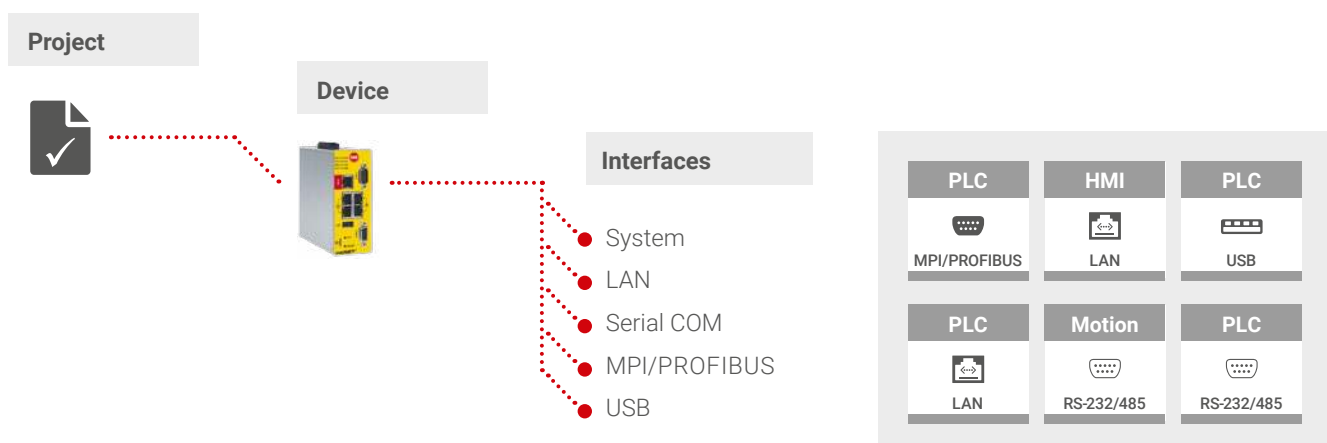 Project
Device
Interfaces
System
LAN
Serial COM
MPI/PROFIBUS
USB
PLC
HMI
PLC
MPI/PROFIBUS
LAN
USB
PLC
Motion
PLC
LAN
RS-232/485
RS-232/485